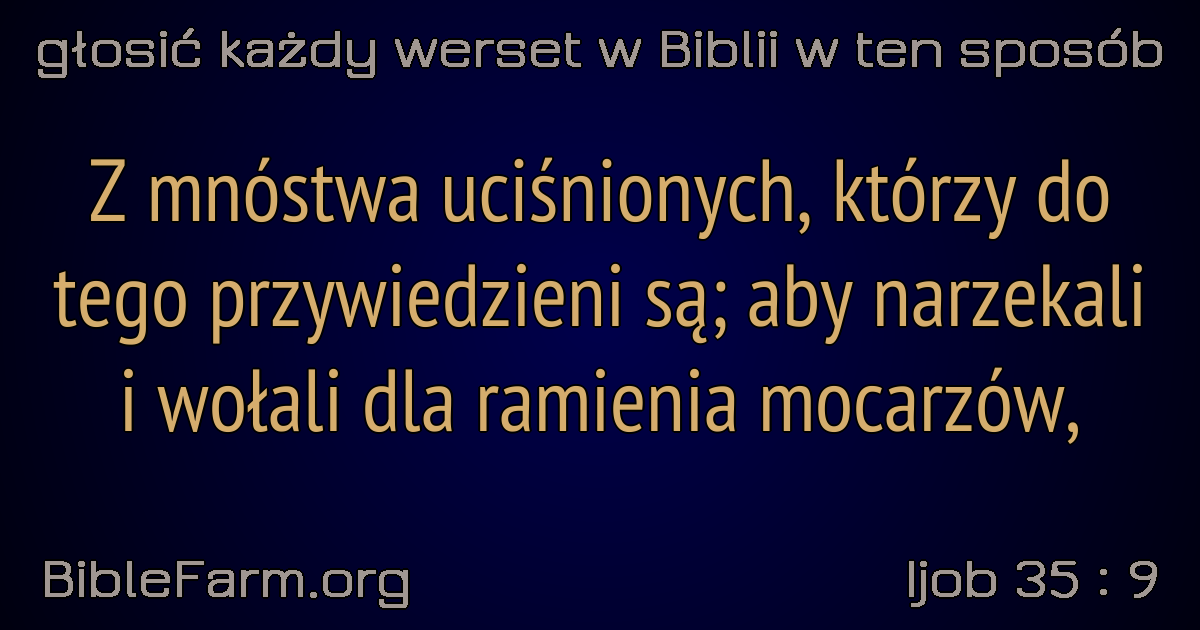 głosić każdy werset w Biblii w ten sposób
Z mnóstwa uciśnionych, którzy do
tego przywiedzieni są; aby narzekali
i wołali dla ramienia mocarzów,
BibleFarm.org
Ijob 35 : 9